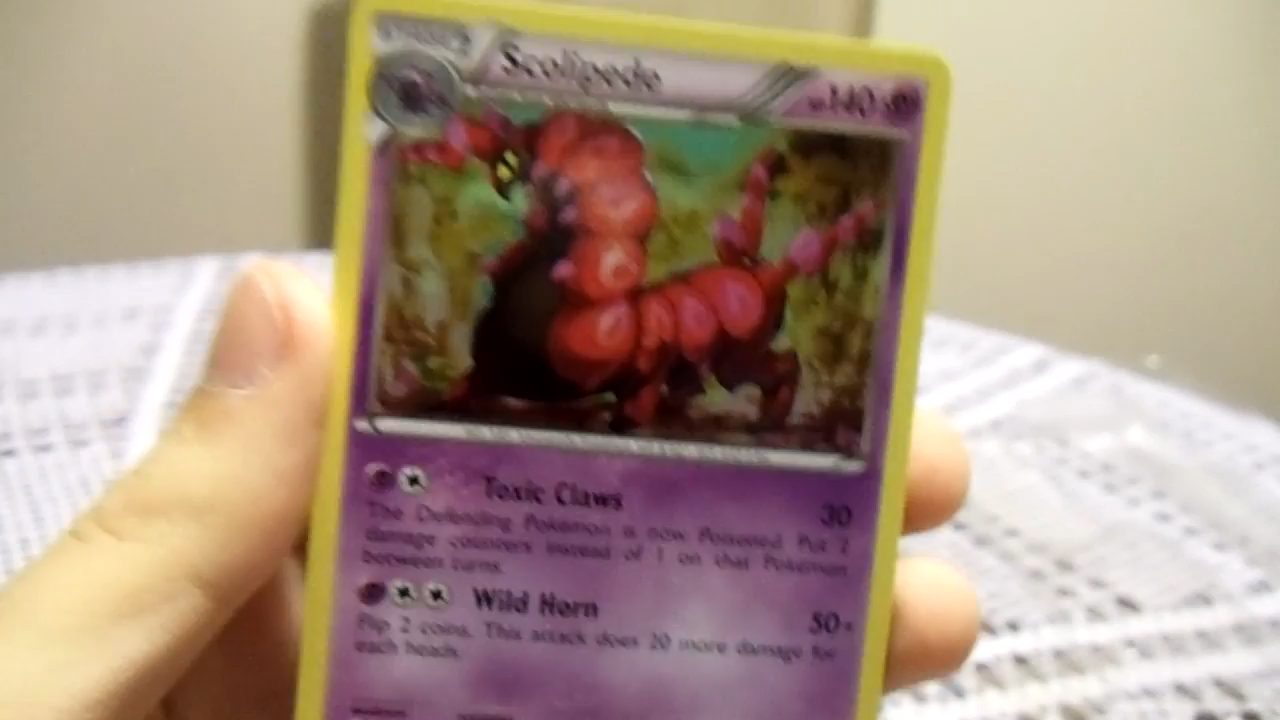 Scolipede
HP140
Toxic Claws 30
The Defending Pokémon is now Poisoned. Put 2
damage counters instead of 1 on that Pokémon
between turns.
Wild Horn 50+
Flip 2 coins. This attack does 20 more damage for
each heads.